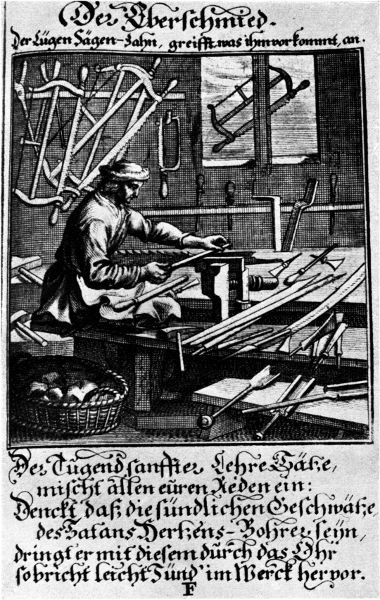 Der Neberschmied.
Der Lügen Sägen-Zahn, greifft was ihm vorkommt, an.
Der Tugend sanffter Lehre Sätze,
mischt allen euren Reden ein:
Denckt daß die sündlichen Geschwätze
des Satans Hertzens-Bohrer seyn,
dringt er mit diesem durch das Ohr
so bricht leicht Sünd' im Werck hervor.
F